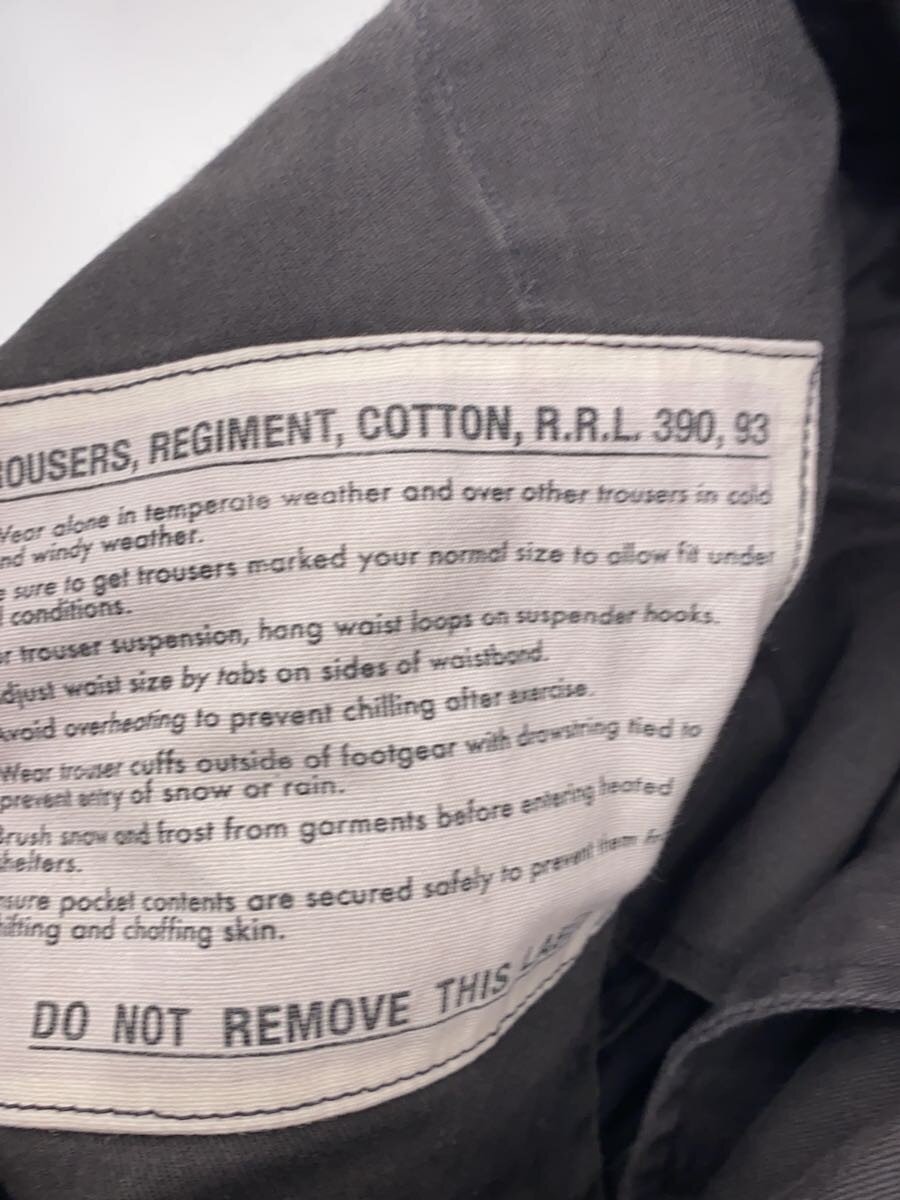 ROUSERS, REGIMENT, COTTON, R.R.L. 390, 93
Wear alone in temperate weather and over other trousers in cold
nd windy weather.
e sure to get trousers marked your normal size to allow fit under
l conditions.
or trouser suspension, hang waist loops on suspender hooks.
djust waist size by tabs on sides of waistband.
Avoid overheating to prevent chilling after exercise.
Wear trouser cuffs outside of footgear with drawstring tied to
prevent entry of snow or rain.
Brush snow and frost from garments before entering heated
shelters.
nsure pocket contents are secured safely to prevent them
hifting and chaffing skin.
DO NOT REMOVE THIS LABEL